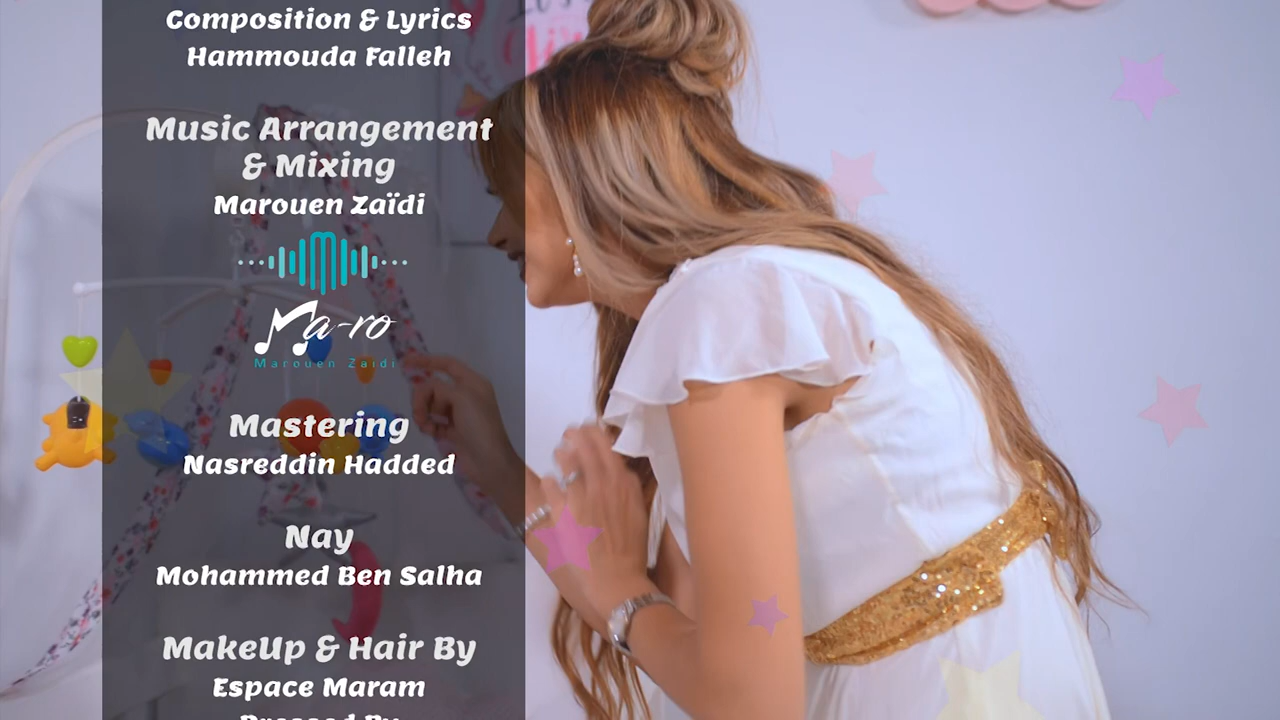 Composition & Lyrics
Hammouda Falleh
Music Arrangement
& Mixing
Marouen Zaïdi
Ma-ro
Marouen Zaidi
Mastering
Nasreddin Hadded
Nay
Mohammed Ben Salha
MakeUp & Hair By
Espace Maram